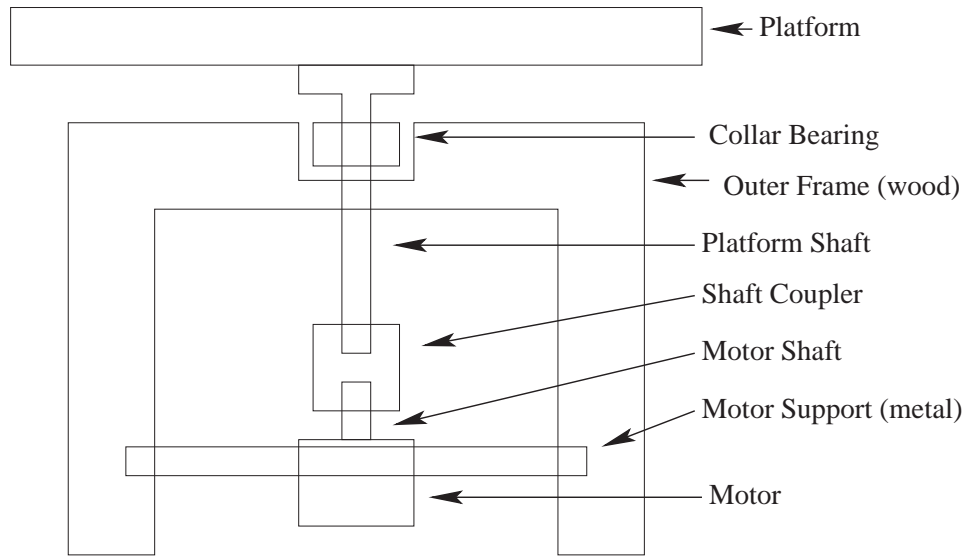 Platform
Collar Bearing
Outer Frame (wood)
Platform Shaft
Shaft Coupler
Motor Shaft
Motor Support (metal)
Motor